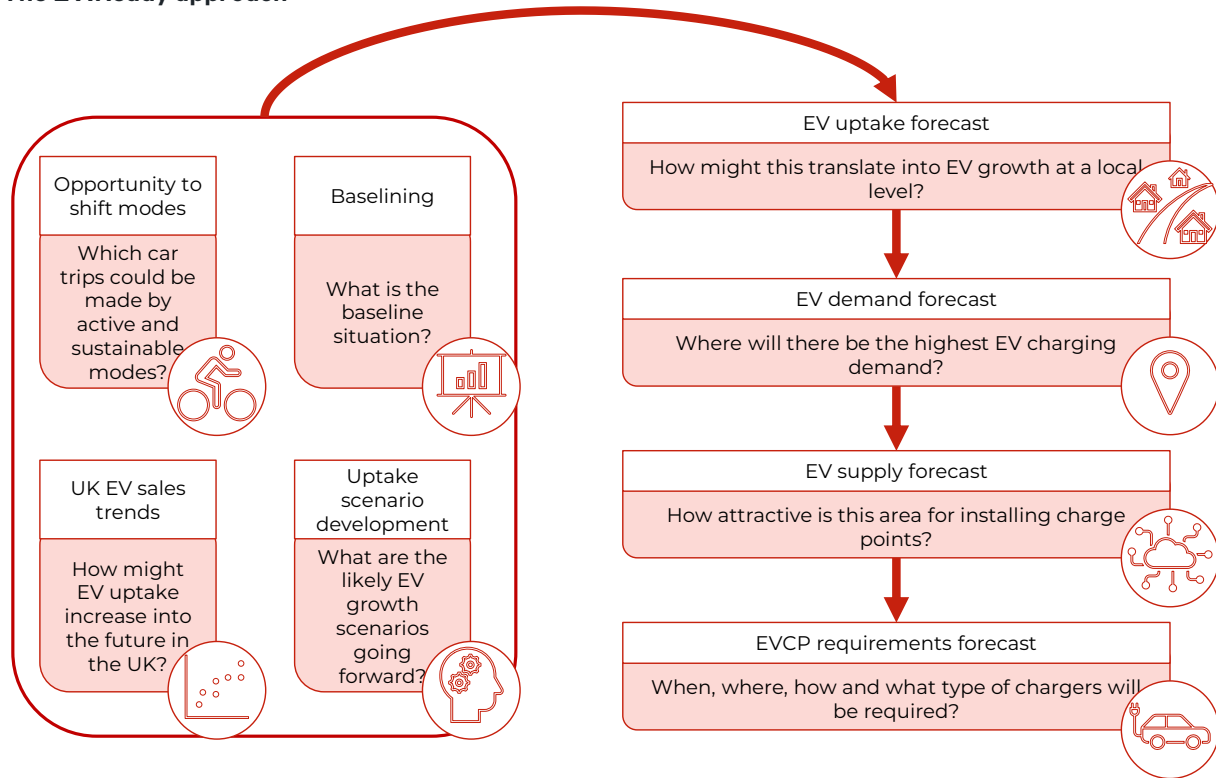 The EV:Ready approach
Opportunity to
shift modes
Which car
trips could be
made by
active and
sustainable
modes?
Baselining
What is the
baseline
situation?
UK EV sales
trends
How might
EV uptake
increase into
the future in
the UK?
Uptake
scenario
development
What are the
likely EV
growth
scenarios
going
forward?
EV uptake forecast
How might this translate into EV growth at a local
level?
EV demand forecast
Where will there be the highest EV charging
demand?
EV supply forecast
How attractive is this area for installing charge
points?
EVCP requirements forecast
When, where, how and what type of chargers will
be required?